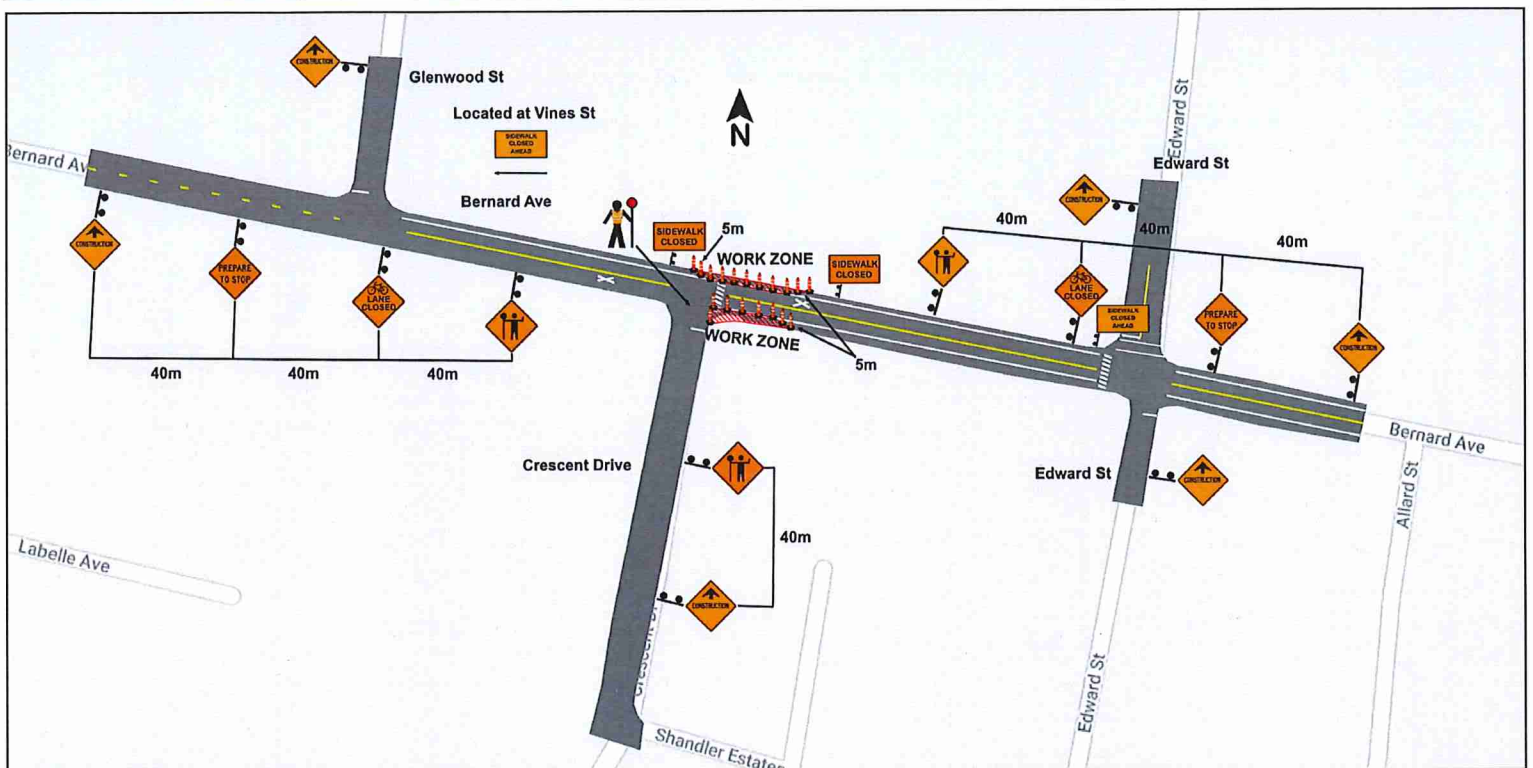 CONSTRUCTION
Glenwood St
Located at Vines St
SIDEWALK
CLOSED
AHEAD
N
Edward St
Edward St
Bernard Av
Bernard Ave
CONSTRUCTION
40m
40m
40m
SIDEWALK
CLOSED
5m
WORK ZONE
SIDEWALK
CLOSED
CONSTRUCTION
PREPARE
TO STOP
LANE
CLOSED
LANE
CLOSED
SIDEWALK
CLOSED
AHEAD
PREPARE
TO STOP
CONSTRUCTION
WORK ZONE
5m
40m
40m
40m
Bernard Ave
Crescent Drive
Edward St
CONSTRUCTION
Allard St
40m
Labelle Ave
CONSTRUCTION
Edward St
Shandler Estates